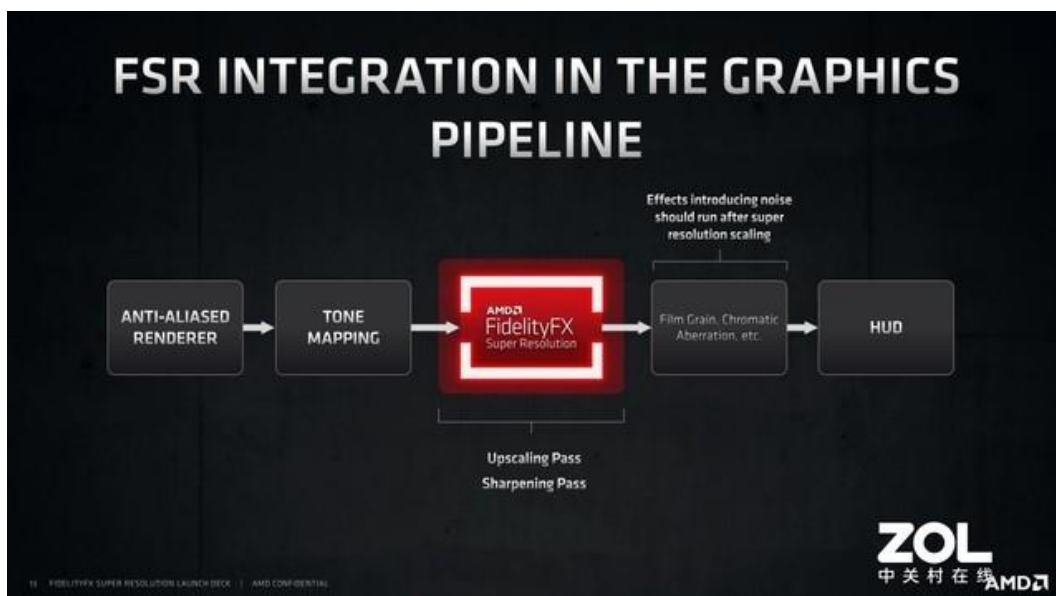 FSR INTEGRATION IN THE GRAPHICS
PIPELINE
Effects introducing noise
should run after super
resolution scaling
ANTI-ALIASED
RENDERER
TONE
MAPPING
AMD
FidelityFX
Super Resolution
Film Grain, Chromatic
Aberration, etc.
HUD
Upscaling Pass
Sharpening Pass
ZOL
中关村在线
AMD
FIDELITYFX SUPER RESOLUTION LAUNCH DECK | AMD CONFIDENTIAL